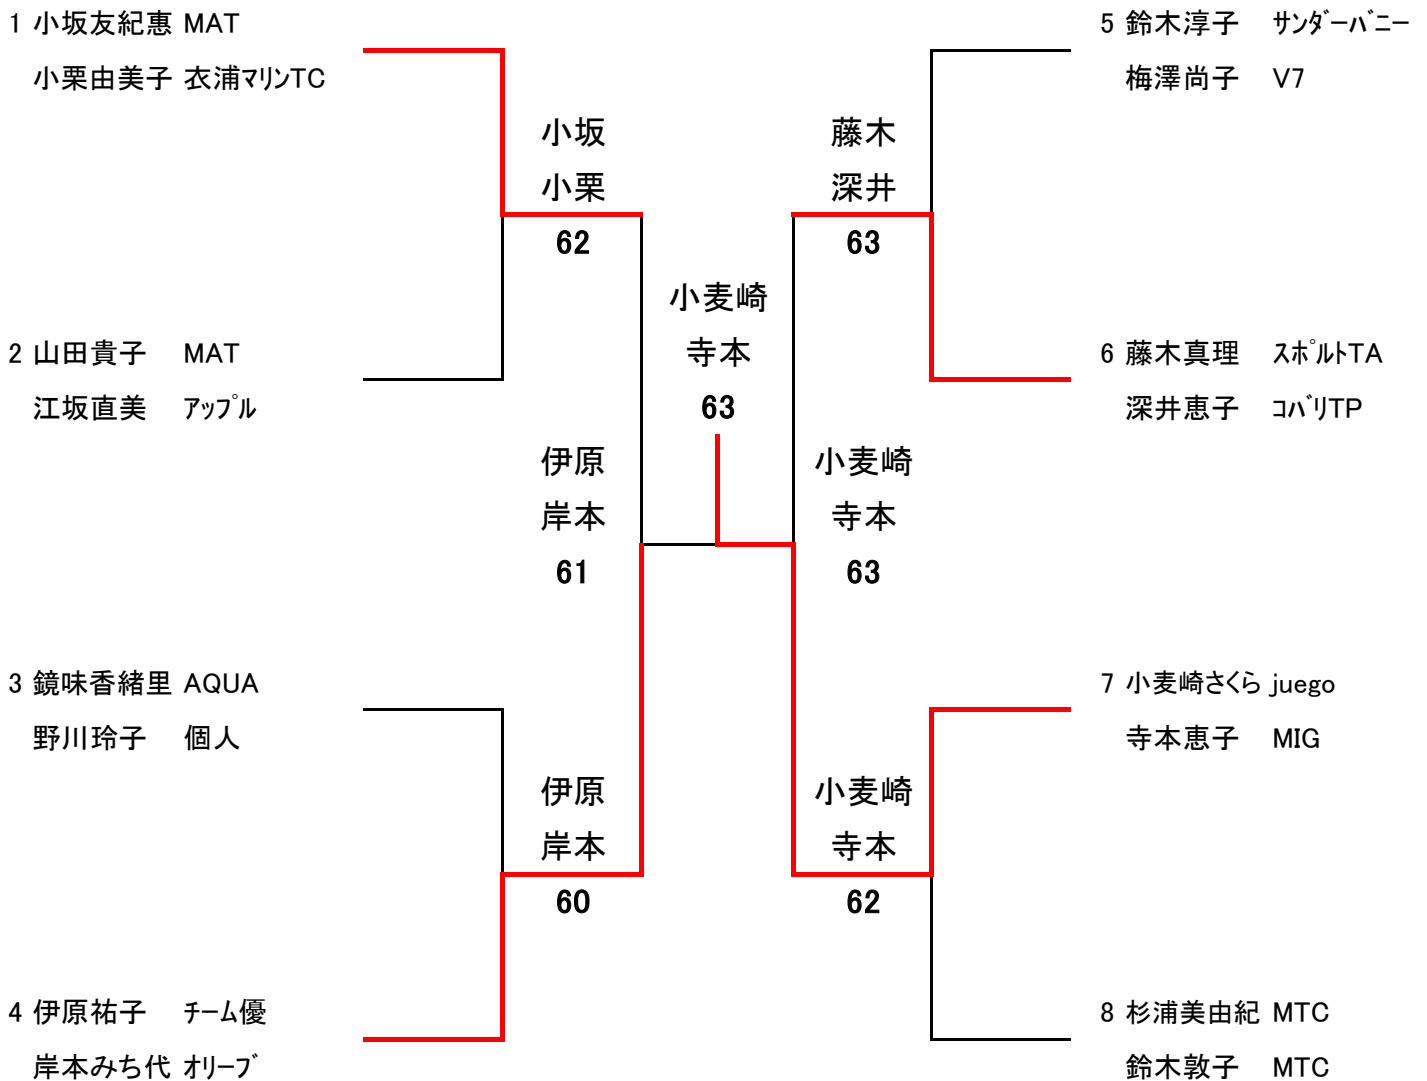 1 小坂友紀惠 MAT
小栗由美子 衣浦マリンTC
小坂
小栗
62
2 山田貴子 MAT
江坂直美 アップル
伊原
岸本
61
3 鏡味香緒里 AQUA
野川玲子 個人
伊原
岸本
60
4 伊原祐子 チーム優
岸本みち代 オリーブ
小麦崎
寺本
63
5 鈴木淳子 サンダーバニー
梅澤尚子 V7
藤木
深井
63
6 藤木真理 スポルトTA
深井恵子 コパリTP
小麦崎
寺本
63
7 小麦崎さくら juego
寺本恵子 MIG
小麦崎
寺本
62
8 杉浦美由紀 MTC
鈴木敦子 MTC